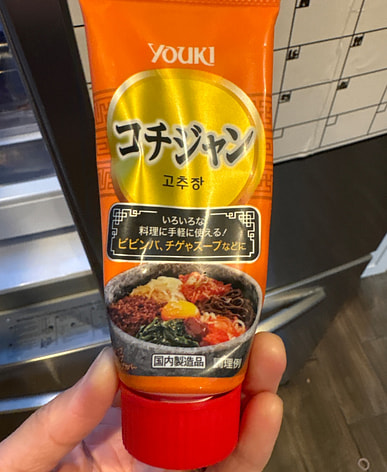 YOUKI
コチジャン
고추장
いろいろな
料理に手軽に使える!
ビビンバ、チゲやスープなどに
国内製造品
調理例